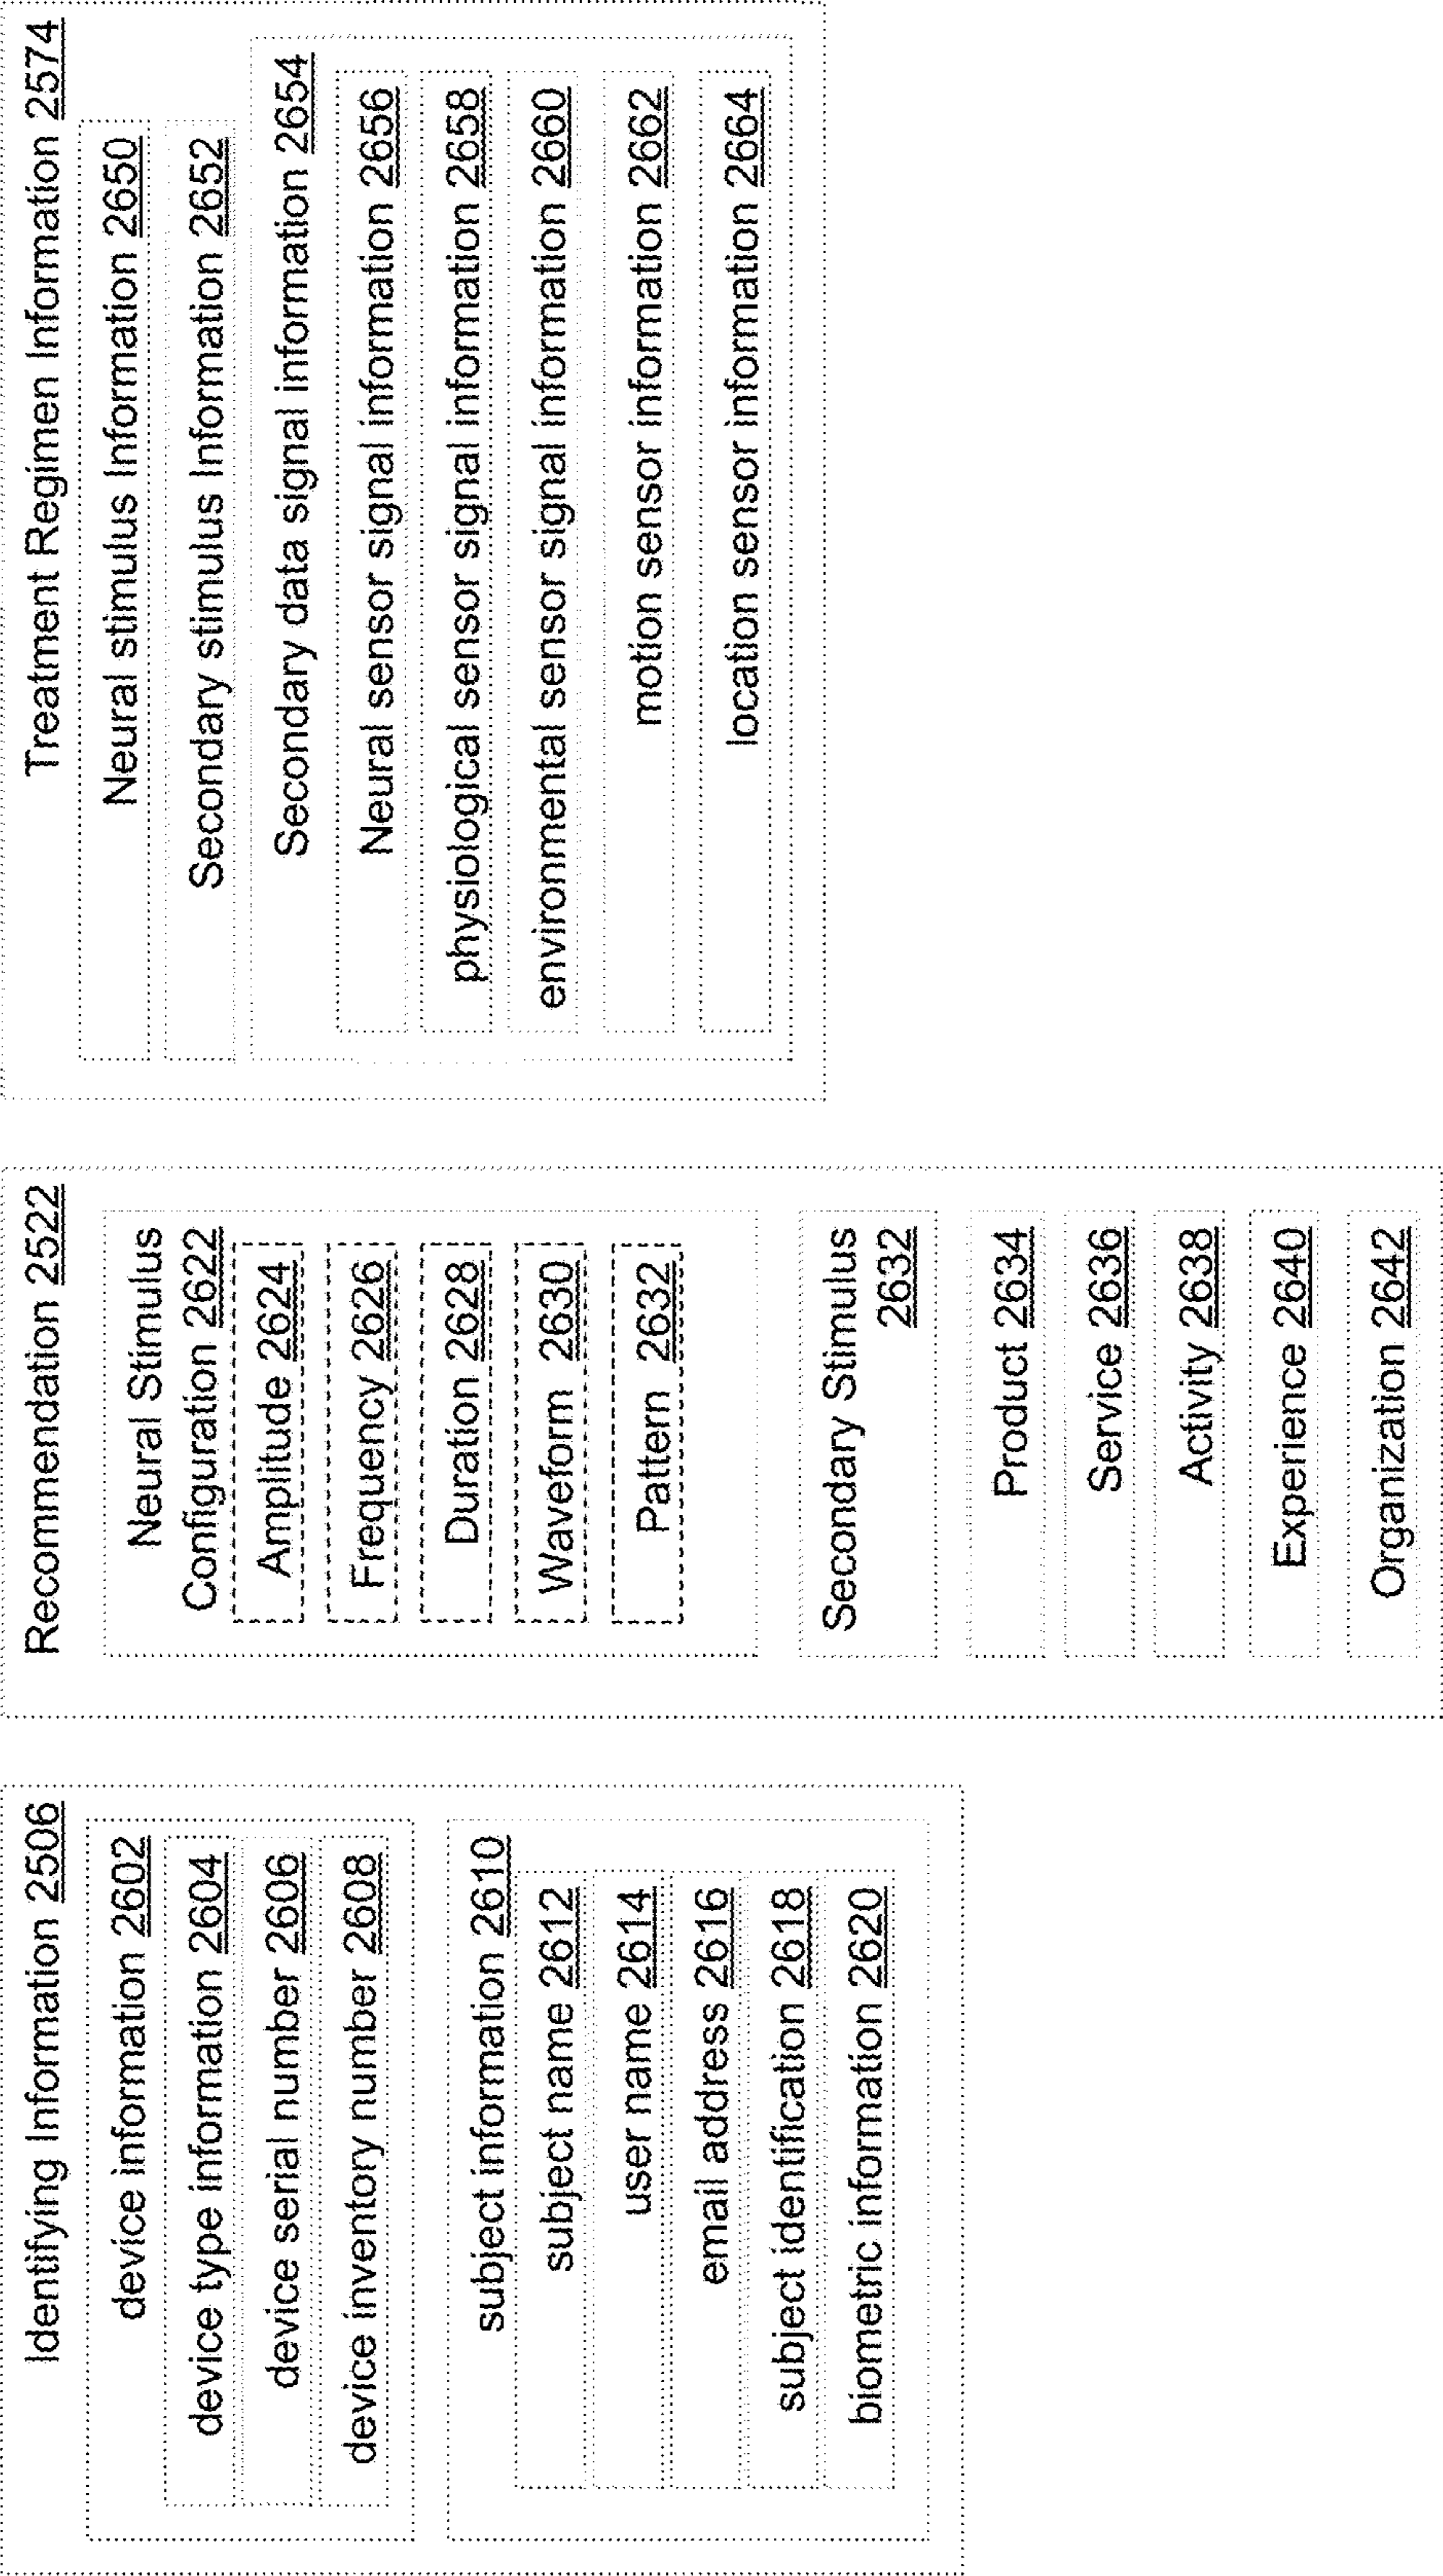 Identifying Information 2506
device information 2602
device type information 2604
device serial number 2606
device inventory number 2608
subject information 2610
subject name 2612
user name 2614
email address 2616
subject identification 2618
biometric information 2620
Recommendation 2522
Neural Stimulus
Configuration 2622
Amplitude 2624
Frequency 2626
Duration 2628
Waveform 2630
Pattern 2632
Secondary Stimulus
2632
Product 2634
Service 2636
Activity 2638
Experience 2640
Organization 2642
Treatment Regimen Information 2574
Neural stimulus Information 2650
Secondary stimulus Information 2652
Secondary data signal information 2654
Neural sensor signal information 2656
physiological sensor signal information 2658
environmental sensor signal information 2660
motion sensor information 2662
location sensor information 2664